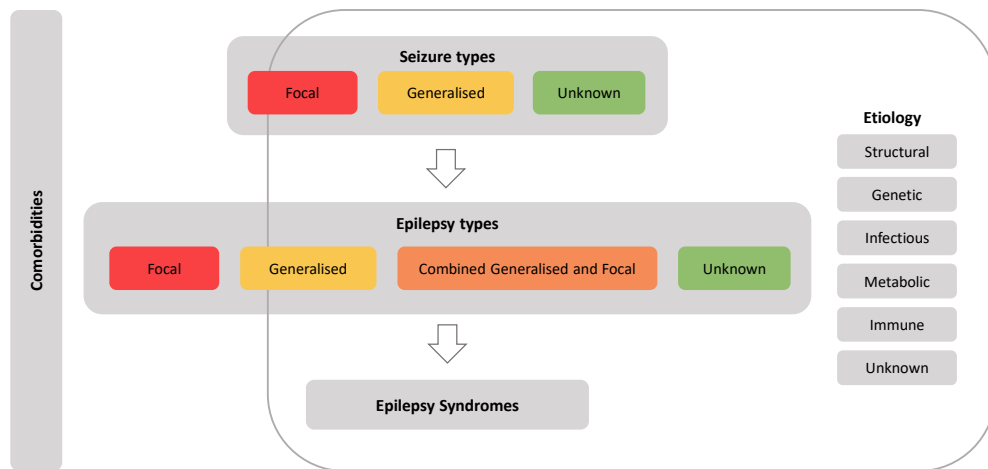 Comorbidities
Seizure types
Focal
Generalised
Unknown
Epilepsy types
Focal
Generalised
Combined Generalised and Focal
Unknown
Epilepsy Syndromes
Etiology
Structural
Genetic
Infectious
Metabolic
Immune
Unknown